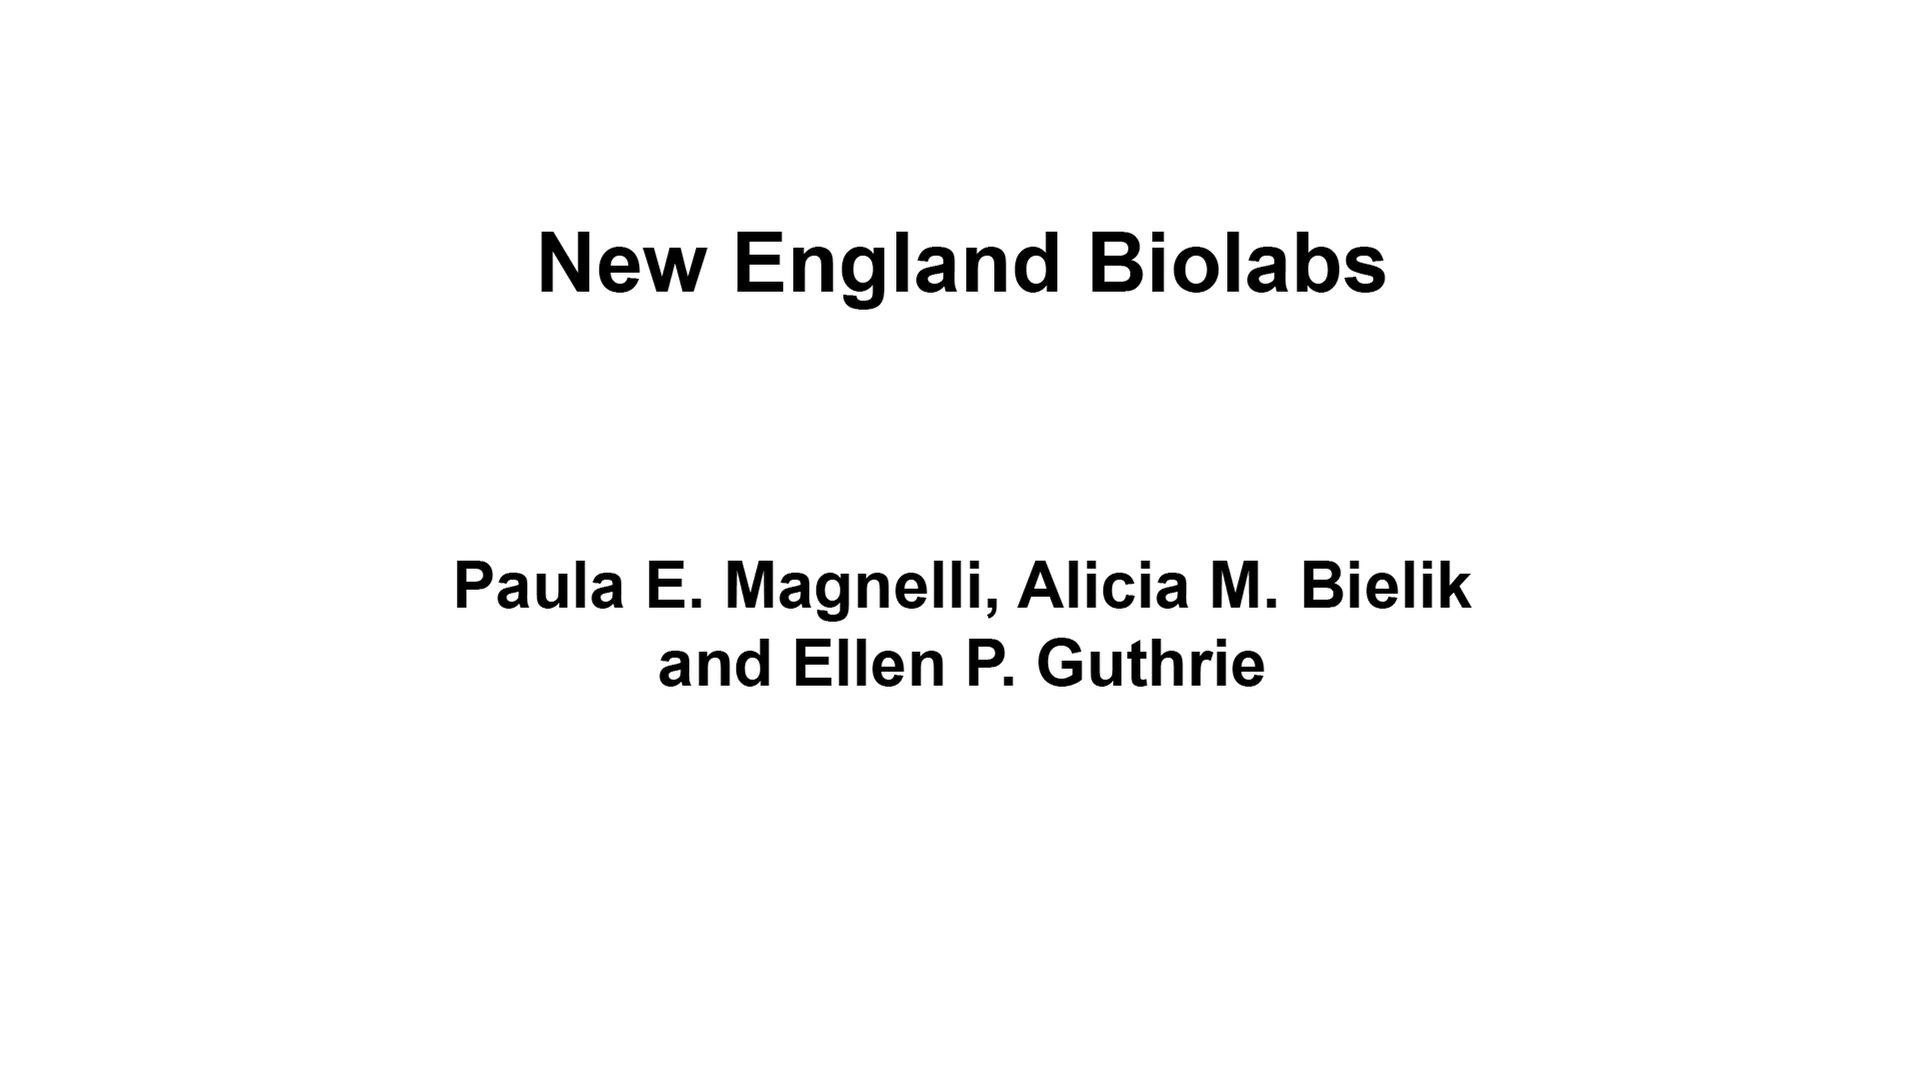 New England Biolabs
Paula E. Magnelli, Alicia M. Bielik
and Ellen P. Guthrie